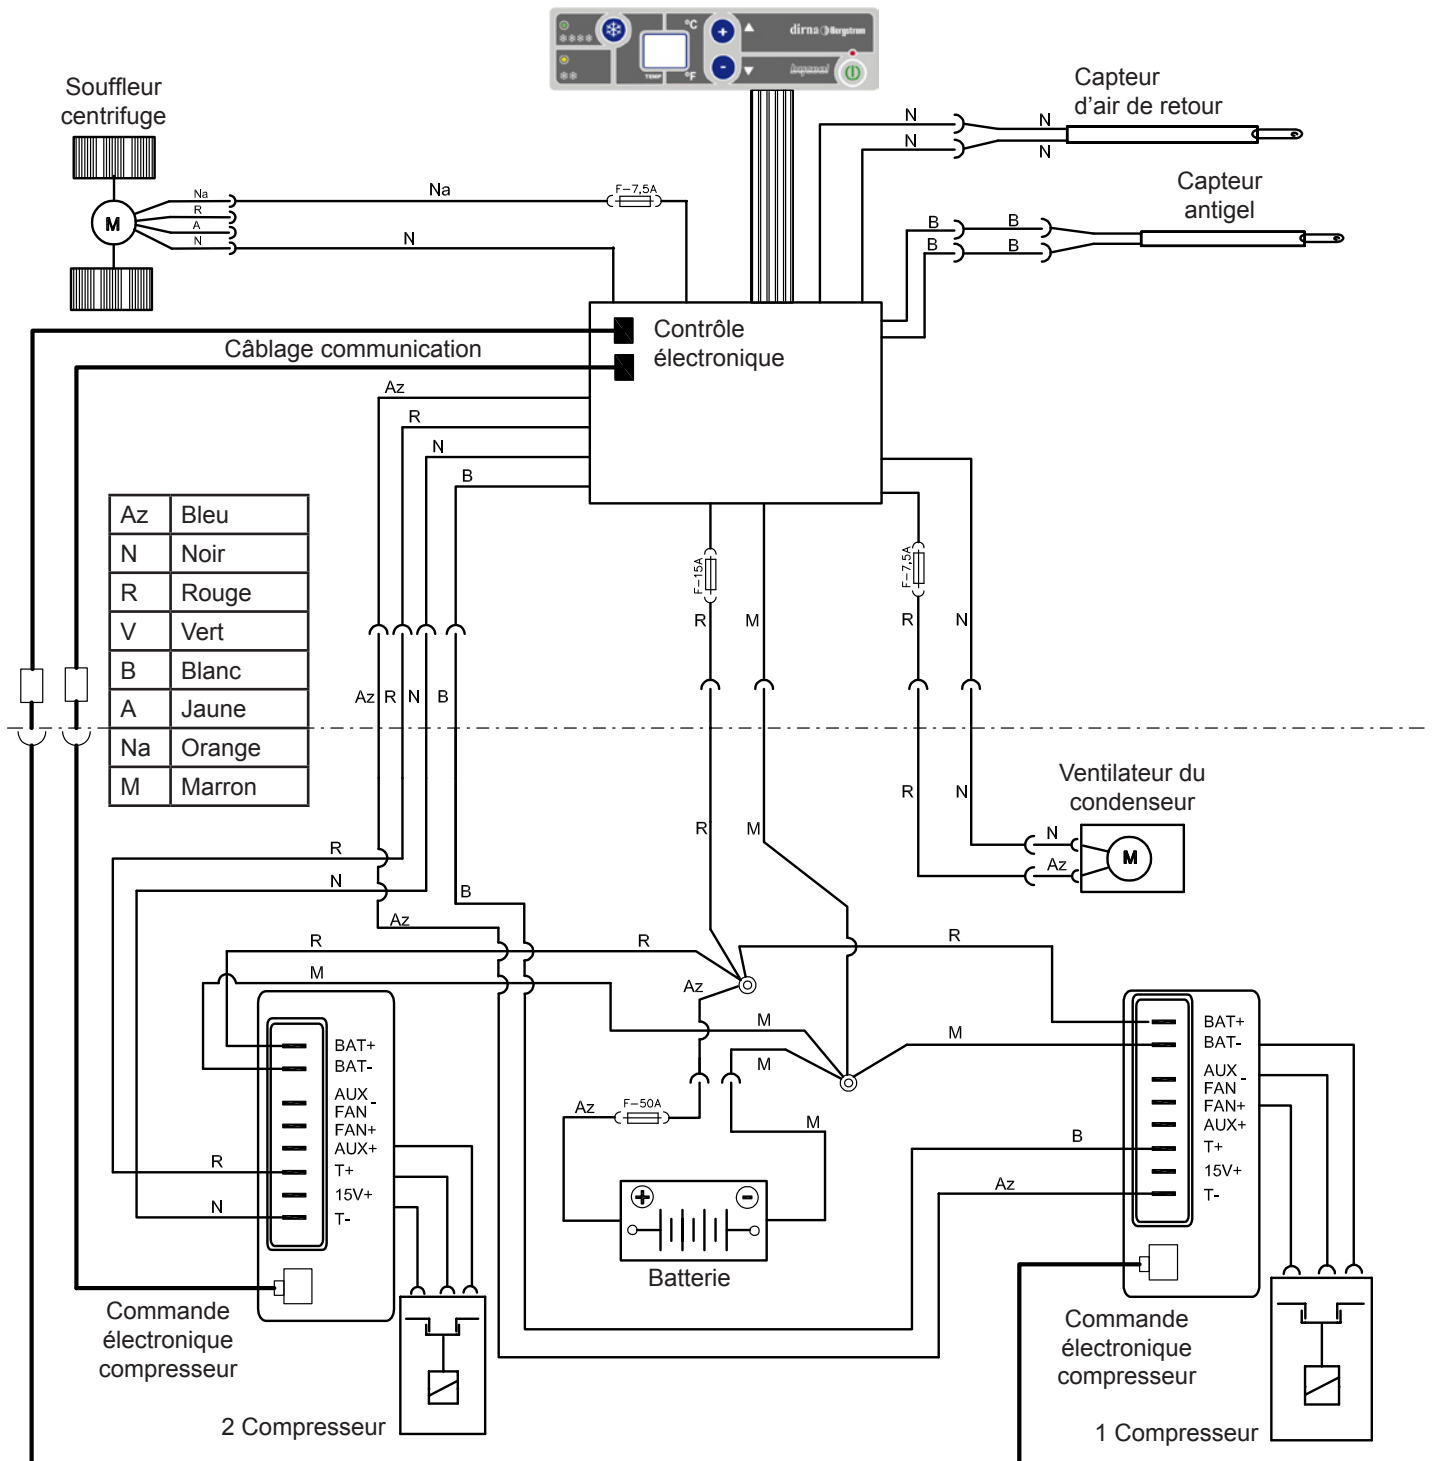 °C
dirna Bergstrom
TEMP
°F
Souffleur
centrifuge
Capteur
d'air de retour
N
N
N
N
Capteur
antigel
Na
R
A
N
M
Na
F-7,5A
N
B
B
B
B
Contrôle
électronique
Câblage communication
Az
R
N
B
Az Bleu
N Noir
R Rouge
V Vert
B Blanc
A Jaune
Na Orange
M Marron
F-15A
F-7,5A
R
M
R
N
Az
R
N
B
Ventilateur du
condenseur
R
N
R
M
N
Az
M
R
N
B
Az
R
R
R
M
Az
M
M
M
BAT+
BAT-
AUX
FAN -
FAN+
AUX+
T+
15V+
T-
R
N
BAT+
BAT-
AUX
FAN -
FAN+
AUX+
T+
15V+
T-
Az
F-50A
M
B
Az
+
-
Batterie
Commande
électronique
compresseur
2 Compresseur
Commande
électronique
compresseur
1 Compresseur